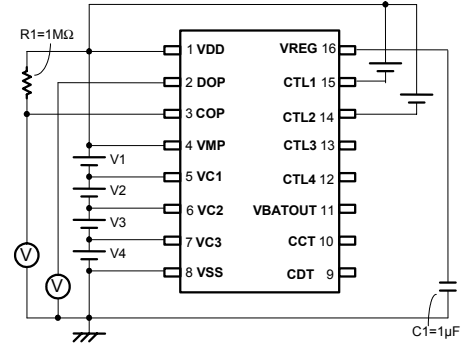 R1=1MΩ
1 VDD
2 DOP
3 COP
4 VMP
5 VC1
6 VC2
7 VC3
8 VSS
VREG 16
CTL1 15
CTL2 14
CTL3 13
CTL4 12
VBATOUT 11
CCT 10
CDT 9
V1
V2
V3
V4
V
V
C1=1µF